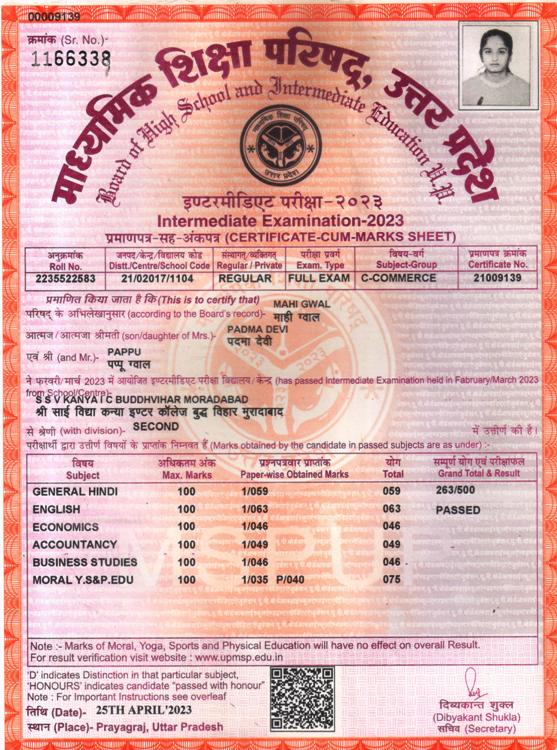 00009139
क्रमांक (Sr. No.)-
1166338
माध्यमिक शिक्षा परिषद, उत्तर प्रदेश
Board of High School and Intermediate Education U.P.
माध्यमिक शिक्षा परिषद्
उत्तर प्रदेश
इण्टरमीडिएट परीक्षा-२०२३
Intermediate Examination-2023
प्रमाणपत्र-सह-अंकपत्र (CERTIFICATE-CUM-MARKS SHEET)
अनुक्रमांक जनपद/केन्द्र/विद्यालय कोड संस्थागत/व्यक्तिगत परीक्षा प्रवर्ग विषय-वर्ग प्रमाणपत्र क्रमांक
Roll No. Distt./Centre/School Code Regular / Private Exam. Type Subject-Group Certificate No.
2235522583 21/02017/1104 REGULAR FULL EXAM C-COMMERCE 21009139
प्रमाणित किया जाता है कि(This is to certify that) MAHI GWAL
परिषद् के अभिलेखानुसार (according to the Board's record)- माही ग्वाल
आत्मज/आत्मजा श्रीमती (son/daughter of Mrs.)- PADMA DEVI
पदमा देवी
एवं श्री (and Mr.)- PAPPU
पप्पू ग्वाल
ने फरवरी/मार्च 2023 में आयोजित इण्टरमीडिएट परीक्षा विद्यालय/ केन्द्र (has passed Intermediate Examination held in Fabruary/March 2023
from School/Centre)-
S S V KANYA I C BUDDHVIHAR MORADABAD
श्री साई विद्या कन्या इण्टर कॉलेज बुद्ध विहार मुरादाबाद
से श्रेणी (with division)- SECOND में उत्तीर्ण की है।
परीक्षार्थी द्वारा उत्तीर्ण विषयों के प्राप्तांक निम्नवत हैं (Marks obtained by the candidate in passed subjects are as under) :-
विषय अधिकतम अंक प्रश्नपत्रवार प्राप्तांक योग सम्पूर्ण योग एवं परीक्षाफल
Subject Max. Marks Paper-wise Obtained Marks Total Grand Total & Result
GENERAL HINDI 100 1/059 059 263/500
ENGLISH 100 1/063 063 PASSED
ECONOMICS 100 1/046 046
ACCOUNTANCY 100 1/049 049
BUSINESS STUDIES 100 1/046 046
MORAL Y.S&P.EDU 100 1/035 P/040 075
Note :- Marks of Moral, Yoga, Sports and Physical Education will have no effect on overall Result.
For result verification visit website : www.upmsp.edu.in
'D' indicates Distinction in that particular subject,
'HONOURS' indicates candidate "passed with honour"
Note : For Important Instructions see overleaf
तिथि (Date)- 25TH APRIL'2023
स्थान (Place)- Prayagraj, Uttar Pradesh
दिब्यकान्त शुक्ल
(Dibyakant Shukla)
सचिव (Secretary)